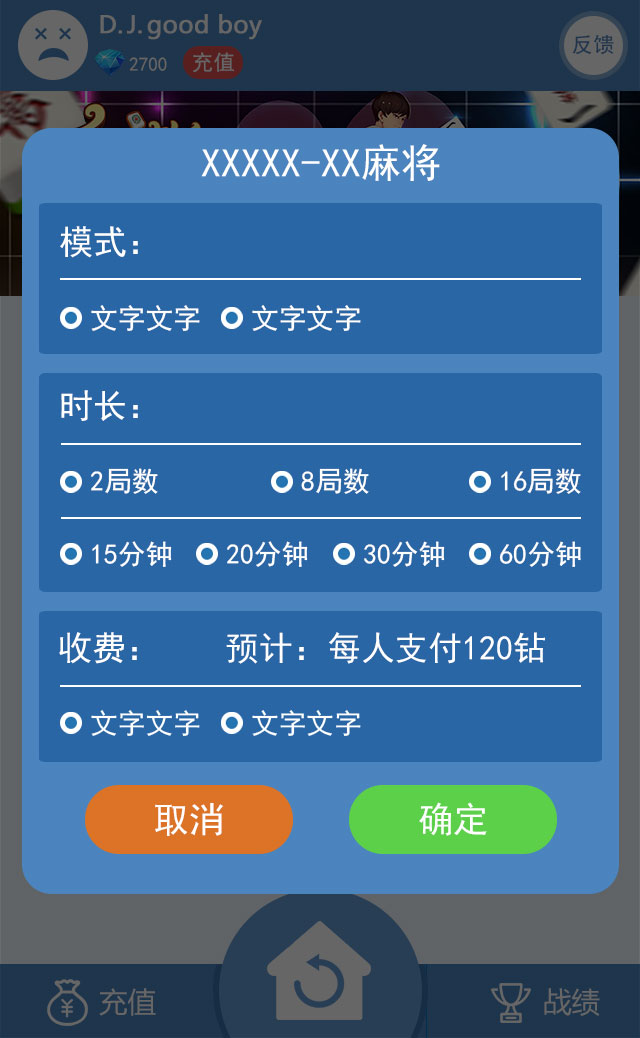 D.J.good boy
2700 充值
反馈
XXXXX-XX麻将
模式：
文字文字 文字文字
时长：
2局数 8局数 16局数
15分钟 20分钟 30分钟 60分钟
收费： 预计：每人支付120钻
文字文字 文字文字
取消 确定
充值 战绩